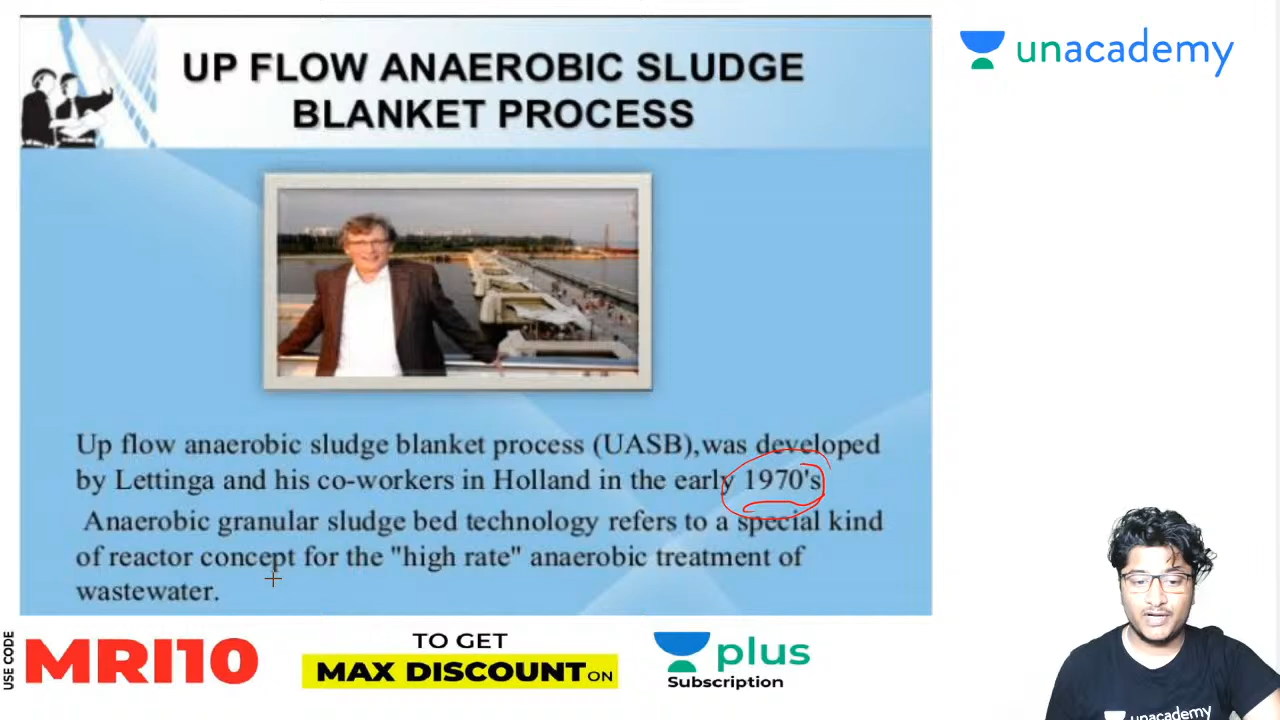 UP FLOW ANAEROBIC SLUDGE
BLANKET PROCESS
unacademy
Up flow anaerobic sludge blanket process (UASB),was developed
by Lettinga and his co-workers in Holland in the early 1970's
Anaerobic granular sludge bed technology refers to a special kind
of reactor concept for the "high rate" anaerobic treatment of
wastewater.
USE CODE
MRI10
TO GET
MAX DISCOUNT ON
plus
Subscription
unacademy